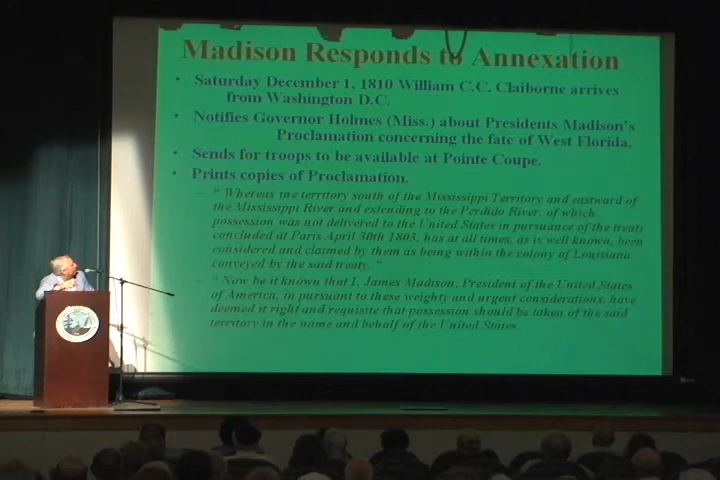 Madison Responds to Annexation
• Saturday December 1, 1810 William C.C. Claiborne arrives
from Washington D.C.
• Notifies Governor Holmes (Miss.) about Presidents Madison's
Proclamation concerning the fate of West Florida.
• Sends for troops to be available at Pointe Coupe.
• Prints copies of Proclamation.
– " Whereas the territory south of the Mississippi Territory and eastward of
the Mississippi River and extending to the Perdido River, of which
possession was not delivered to the United States in pursuance of the treaty
concluded at Paris April 30th 1803, has at all times, as is well known, been
considered and claimed by them as being within the colony of Louisiana
conveyed by the said treaty. "
– " Now be it known that I, James Madison, President of the United States
of America, in pursuant to these weighty and urgent considerations, have
deemed it right and requisite that possession should be taken of the said
territory in the name and behalf of the United States.